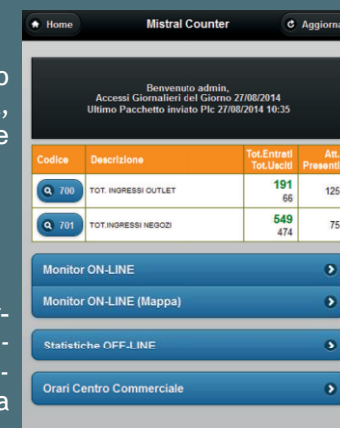 Home Mistral Counter Aggiorna
Benvenuto admin,
Accessi Giornalieri del Giorno 27/08/2014
Ultimo Pacchetto inviato Plc 27/08/2014 10:35
Codice Descrizione Tot.Entrati Att.
Tot.Usciti Presenti
700 TOT. INGRESSI OUTLET 191 125
66
701 TOT.INGRESSI NEGOZI 549 75
474
Monitor ON-LINE
Monitor ON-LINE (Mappa)
Statistiche OFF-LINE
Orari Centro Commerciale